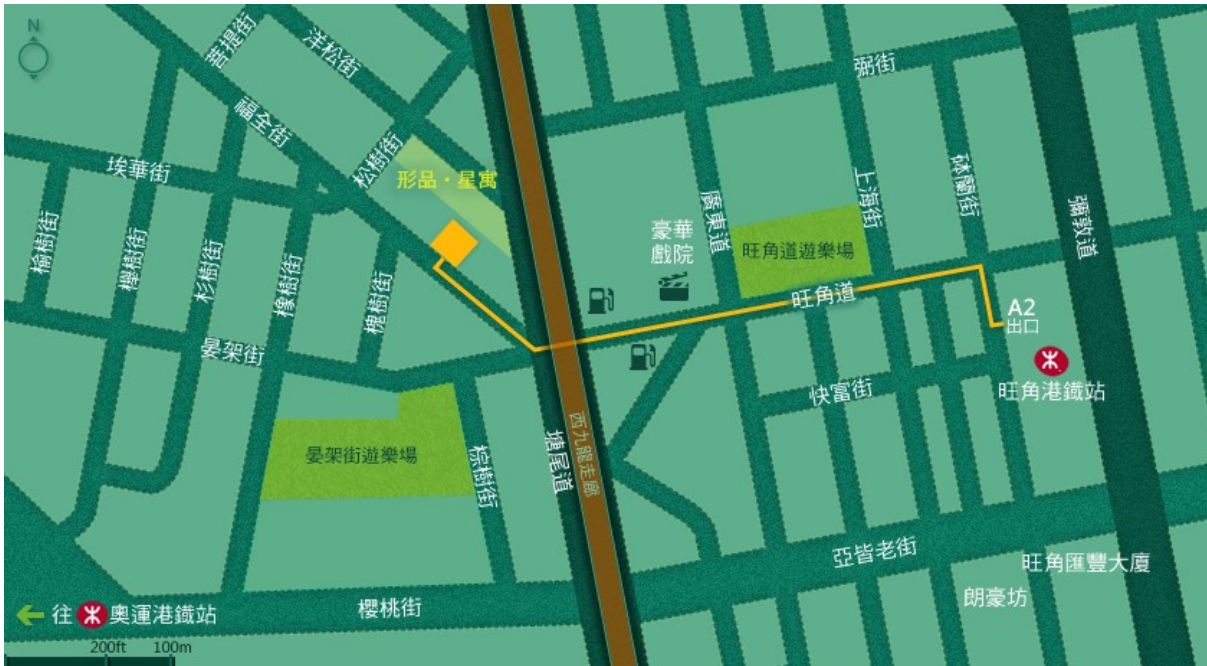 N
菩提街
洋松街
福全街
弼街
松樹街
埃華街
形品・星寓
砵蘭街
上海街
廣東道
彌敦道
豪華
戲院
旺角道遊樂場
榆樹街
櫸樹街
杉樹街
橡樹街
槐樹街
旺角道
A2
出口
晏架街
快富街
旺角港鐵站
晏架街遊樂場
棕樹街
塘尾道
西九龍走廊
亞皆老街
旺角匯豐大廈
朗豪坊
櫻桃街
往 奧運港鐵站
200ft 100m